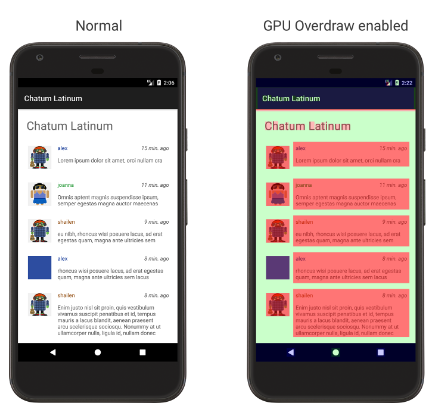 Normal
GPU Overdraw enabled
2:06
Chatum Latinum
Chatum Latinum
alex
15 min. ago
Lorem ipsum dolor sit amet, orci nullam cra
joanna
11 min. ago
Omnis aptent magnis suspendisse ipsum,
semper egestas magna auctor maecenas
shailen
9 min. ago
eu nibh, rhoncus wisi posuere lacus, ad erat
egestas quam, magna ante ultricies sem
alex
8 min. ago
rhoncus wisi posuere lacus, ad erat egestas
quam, magna ante ultricies sem
shailen
3 min. ago
Enim justo nisl sit proin, quis vestibulum
vivamus suscipit penatibus et id, tempus
mauris a lacus blandit, aenean praesent
arcu scelerisque sociosqu. Nonummy at ut
ullamcorper nulla, ligula id, nullam donec
2:22
Chatum Latinum
Chatum Latinum
alex
15 min. ago
Lorem ipsum dolor sit amet, orci nullam cra
joanna
11 min. ago
Omnis aptent magnis suspendisse ipsum,
semper egestas magna auctor maecenas
shailen
9 min. ago
eu nibh, rhoncus wisi posuere lacus, ad erat
egestas quam, magna ante ultricies sem
alex
8 min. ago
rhoncus wisi posuere lacus, ad erat egestas
quam, magna ante ultricies sem
shailen
3 min. ago
Enim justo nisl sit proin, quis vestibulum
vivamus suscipit penatibus et id, tempus
mauris a lacus blandit, aenean praesent
arcu scelerisque sociosqu. Nonummy at ut
ullamcorper nulla, ligula id, nullam donec